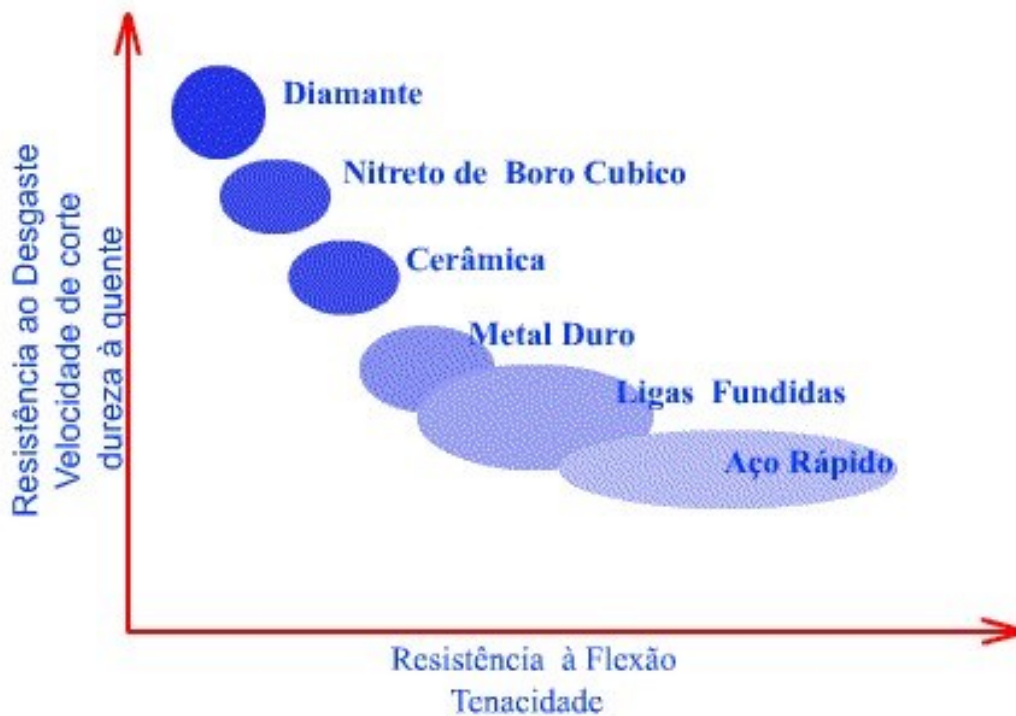 Diamante
Nitreto de Boro Cubico
Cerâmica
Metal Duro
Ligas Fundidas
Aço Rápido
Resistência ao Desgaste
Velocidade de corte
dureza à quente
Resistência à Flexão
Tenacidade